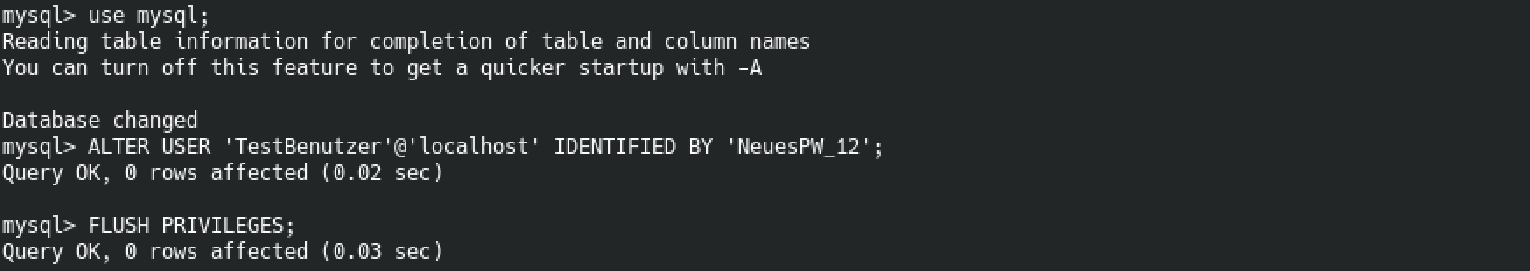 mysql> use mysql;
Reading table information for completion of table and column names
You can turn off this feature to get a quicker startup with -A
Database changed
mysql> ALTER USER 'TestBenutzer'@'localhost' IDENTIFIED BY 'NeuesPW_12';
Query OK, 0 rows affected (0.02 sec)
mysql> FLUSH PRIVILEGES;
Query OK, 0 rows affected (0.03 sec)